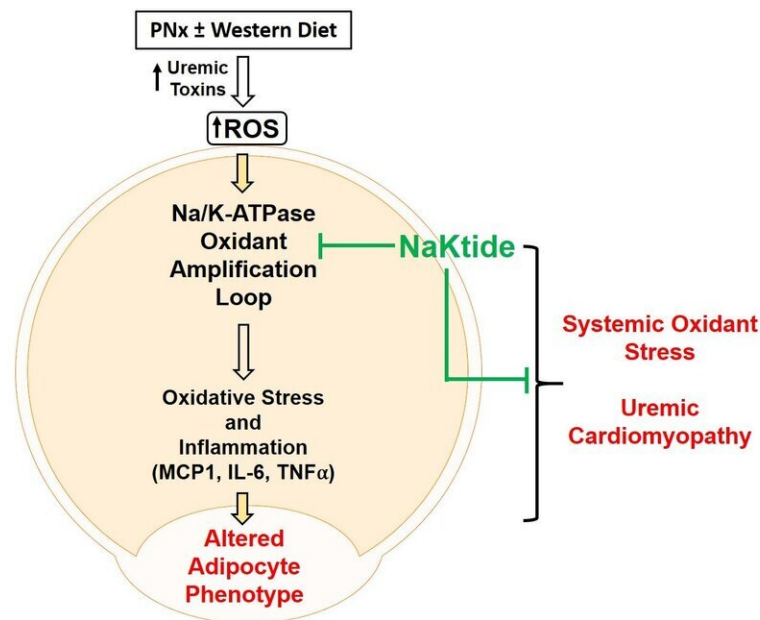 PNx ± Western Diet
↑ Uremic
Toxins
↑ROS
Na/K-ATPase
Oxidant
Amplification
Loop
NaKtide
Oxidative Stress
and
Inflammation
(MCP1, IL-6, TNFα)
Altered
Adipocyte
Phenotype
Systemic Oxidant
Stress
Uremic
Cardiomyopathy